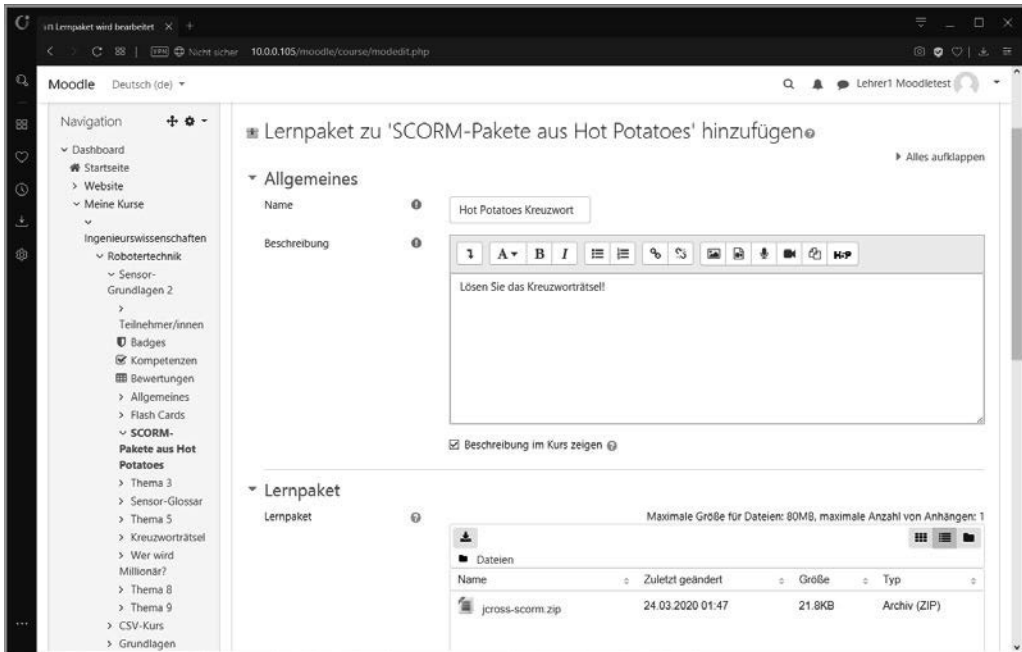 Lernpaket wird bearbeitet
VPN Nicht sicher 10.0.0.105/moodle/course/modedit.php
Moodle Deutsch (de) Lehrer1 Moodletest
Navigation
Dashboard
Startseite
Website
Meine Kurse
Ingenieurswissenschaften
Robotertechnik
Sensor-
Grundlagen 2
Teilnehmer/innen
Badges
Kompetenzen
Bewertungen
Allgemeines
Flash Cards
SCORM-
Pakete aus Hot
Potatoes
Thema 3
Sensor-Glossar
Thema 5
Kreuzworträtsel
Wer wird
Millionär?
Thema 8
Thema 9
CSV-Kurs
Grundlagen
Lernpaket zu 'SCORM-Pakete aus Hot Potatoes' hinzufügen
Alles aufklappen
Allgemeines
Name Hot Potatoes Kreuzwort
Beschreibung
A B I H5P
Lösen Sie das Kreuzworträtsel!
Beschreibung im Kurs zeigen
Lernpaket
Lernpaket Maximale Größe für Dateien: 80MB, maximale Anzahl von Anhängen: 1
Dateien
Name Zuletzt geändert Größe Typ
jcross-scorm.zip 24.03.2020 01:47 21.8KB Archiv (ZIP)